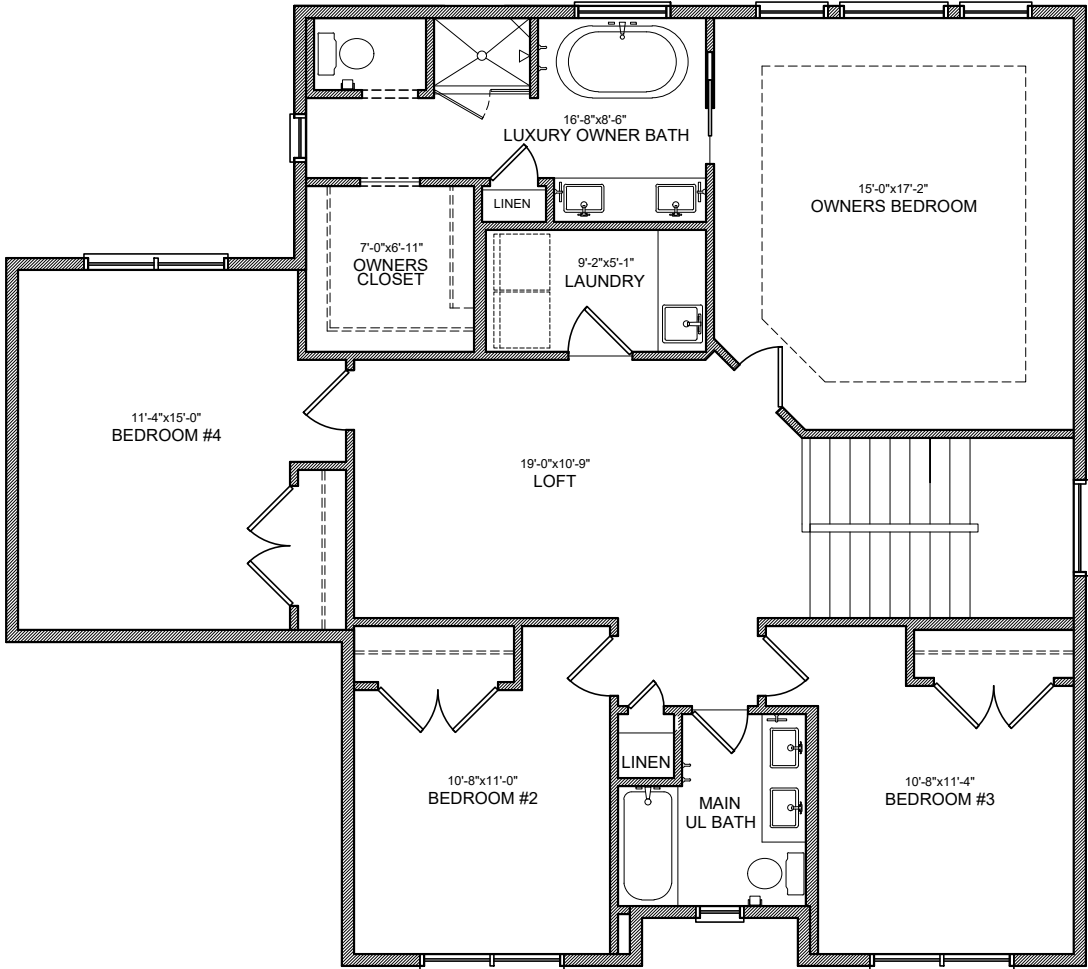 16'-8"x8'-6"
LUXURY OWNER BATH
15'-0"x17'-2"
OWNERS BEDROOM
LINEN
7'-0"x6'-11"
OWNERS
CLOSET
9'-2"x5'-1"
LAUNDRY
11'-4"x15'-0"
BEDROOM #4
19'-0"x10'-9"
LOFT
LINEN
10'-8"x11'-0"
BEDROOM #2
MAIN
UL BATH
10'-8"x11'-4"
BEDROOM #3